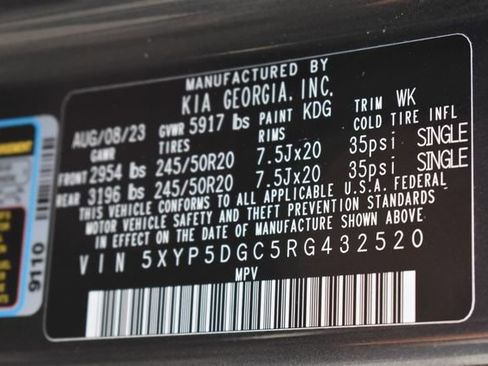 MANUFACTURED BY
KIA GEORGIA, INC.
AUG/08/23 GVWR 5917 lbs PAINT KDG TRIM WK
GAWR TIRES RIMS COLD TIRE INFL
FRONT 2954 lbs 245/50R20 7.5Jx20 35psi SINGLE
REAR 3196 lbs 245/50R20 7.5Jx20 35psi SINGLE
THIS VEHICLE CONFORMS TO ALL APPLICABLE U.S.A. FEDERAL
MOTOR VEHICLE SAFETY AND THEFT PREVENTION STANDARDS
IN EFFECT ON THE DATE OF MANUFACTURE SHOWN ABOVE
VIN 5XYP5DGC5RG432520
MPV
9110